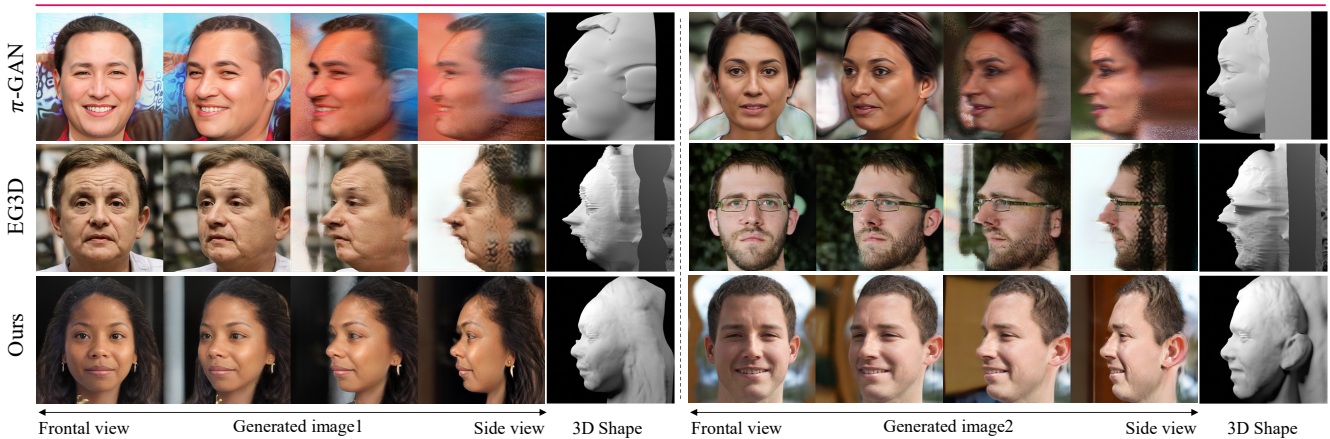 π-GAN
EG3D
Ours
Frontal view Generated image1 Side view 3D Shape Frontal view Generated image2 Side view 3D Shape